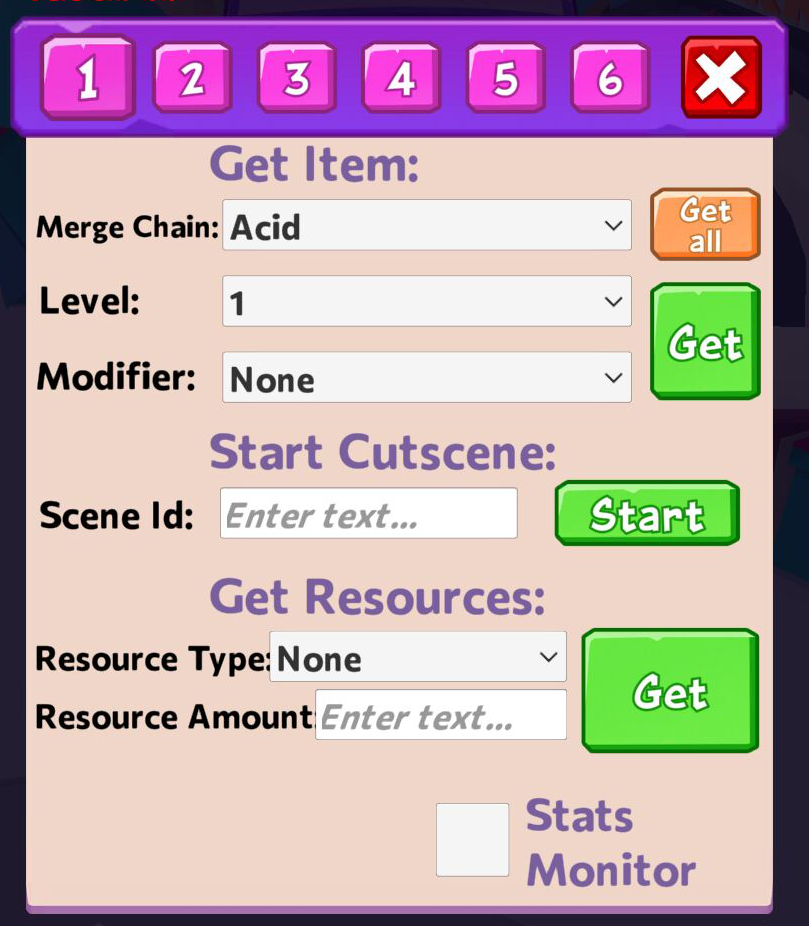 1 2 3 4 5 6
Get Item:
Merge Chain: Acid
Get
all
Level: 1
Get
Modifier: None
Start Cutscene:
Scene Id: Enter text... Start
Get Resources:
Resource Type: None
Get
Resource Amount: Enter text...
Stats
Monitor